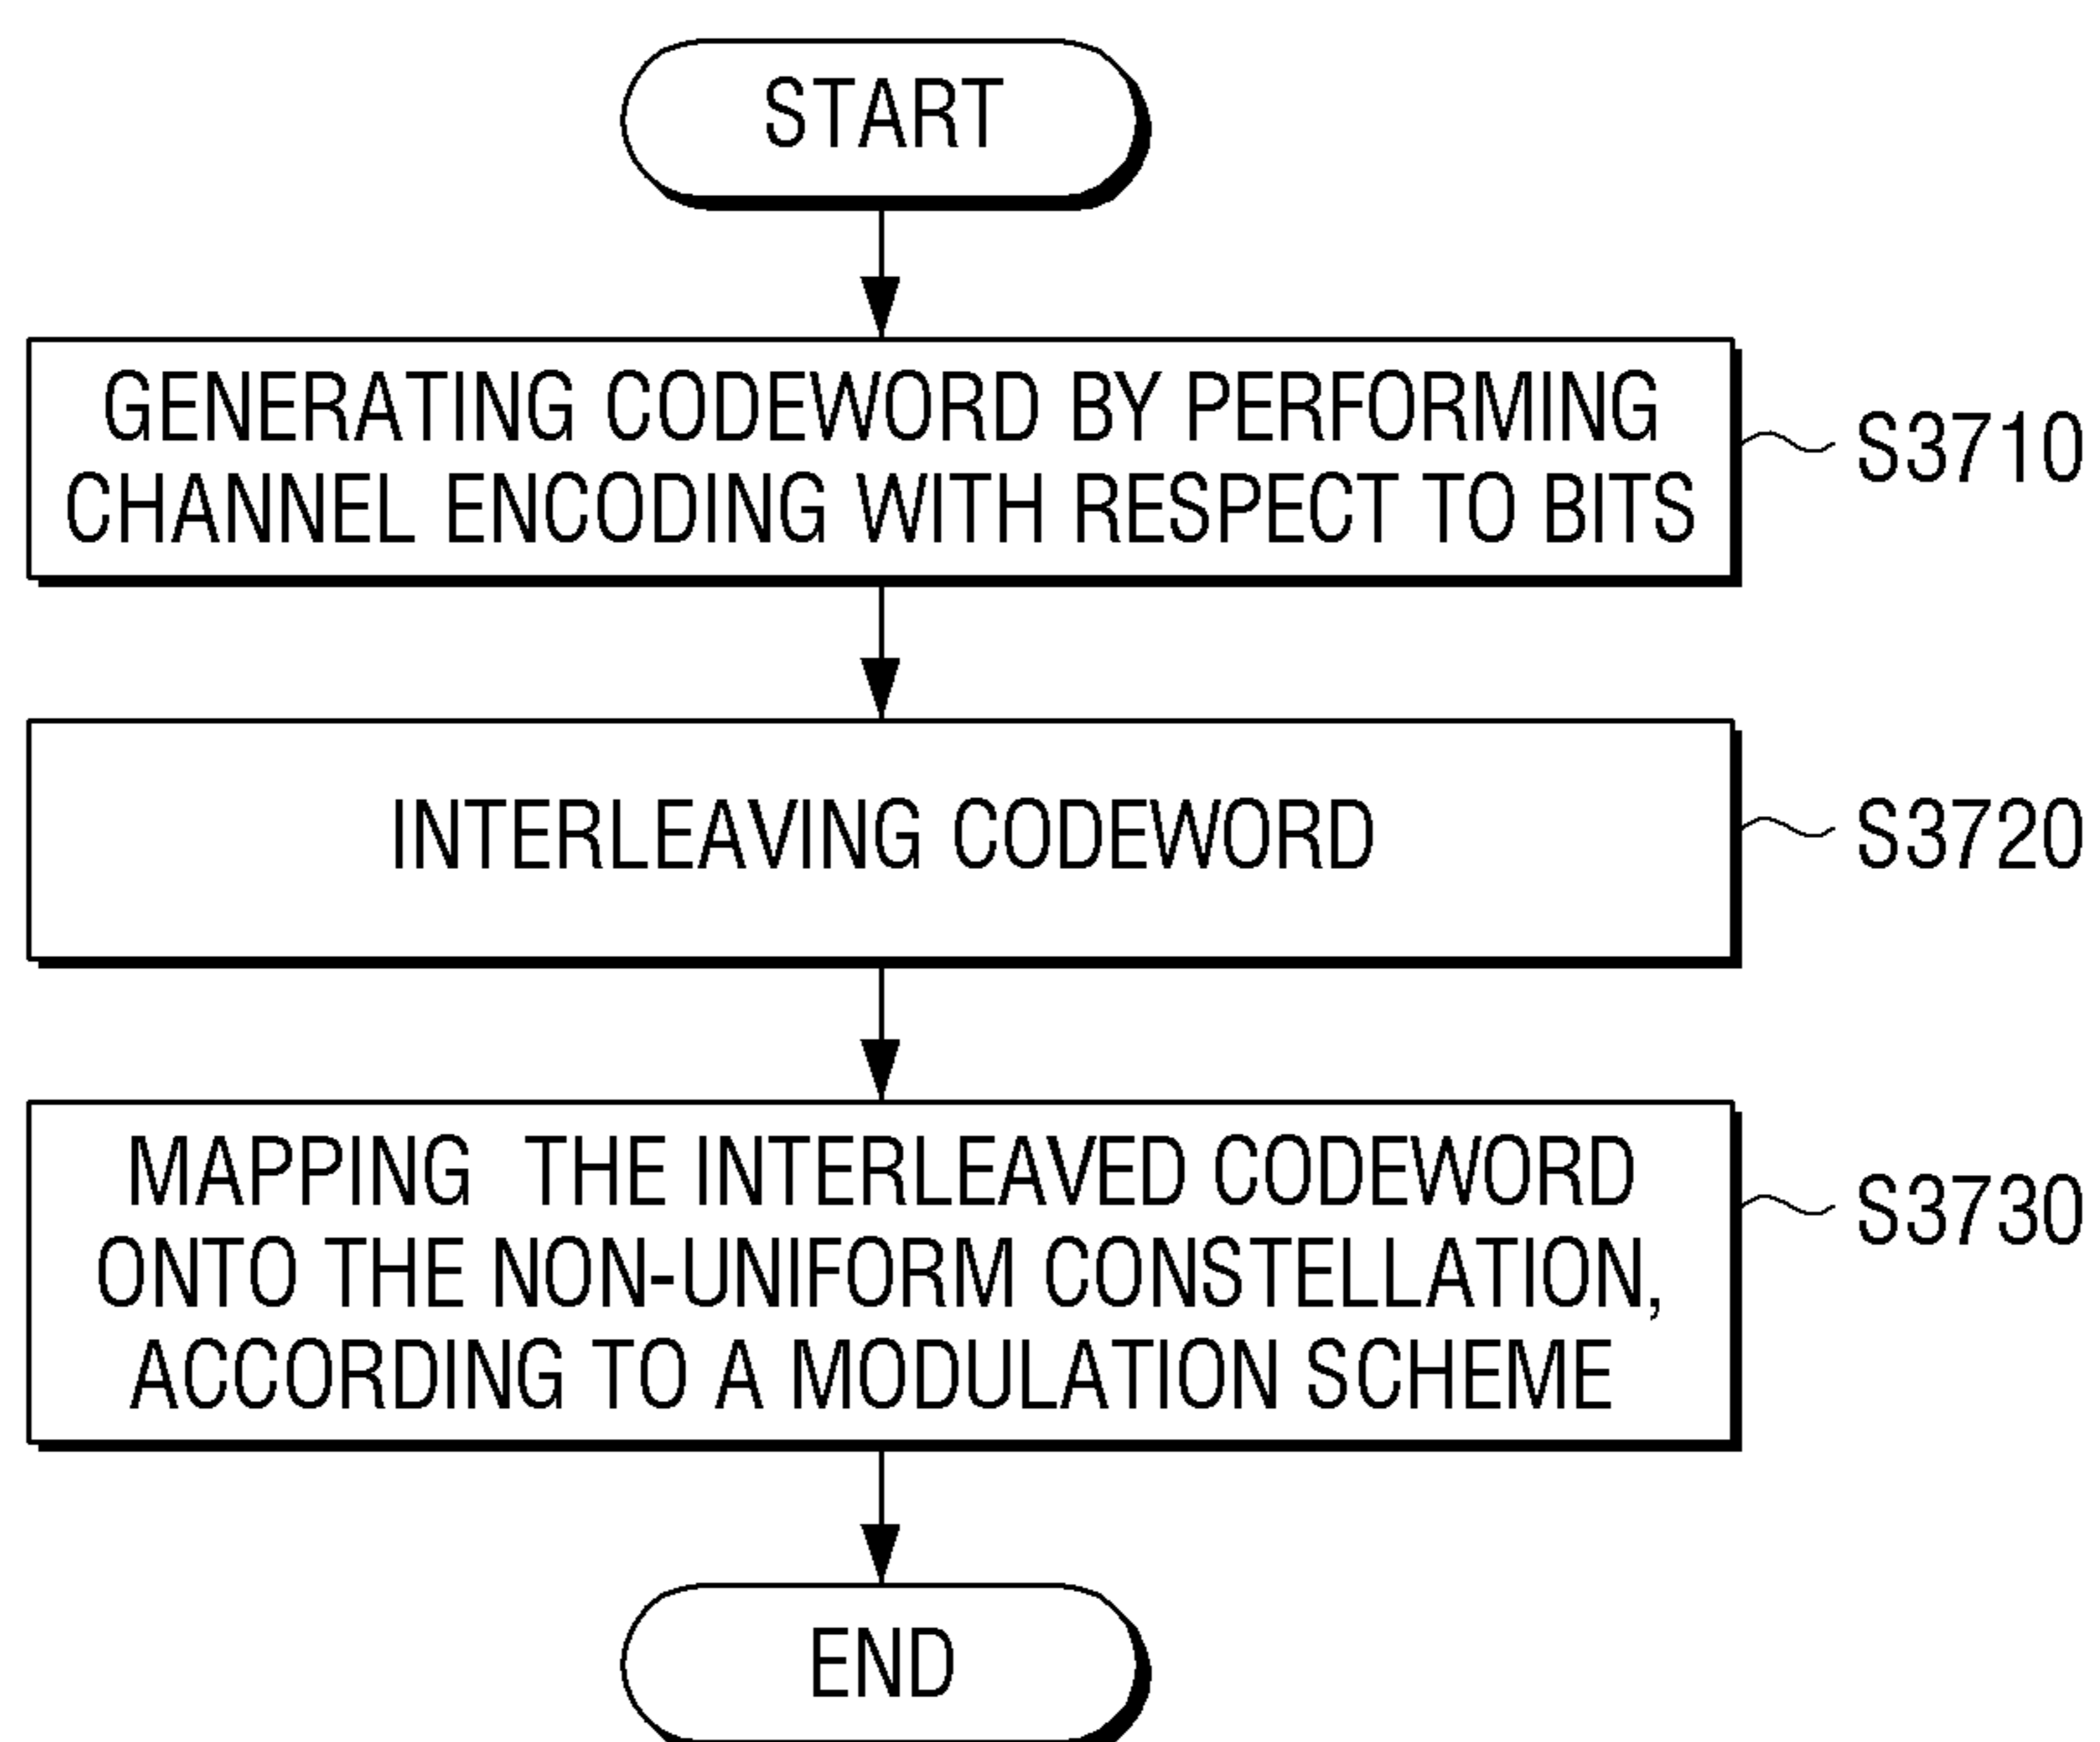 START
GENERATING CODEWORD BY PERFORMING
CHANNEL ENCODING WITH RESPECT TO BITS
S3710
INTERLEAVING CODEWORD
S3720
MAPPING THE INTERLEAVED CODEWORD
ONTO THE NON-UNIFORM CONSTELLATION,
ACCORDING TO A MODULATION SCHEME
S3730
END